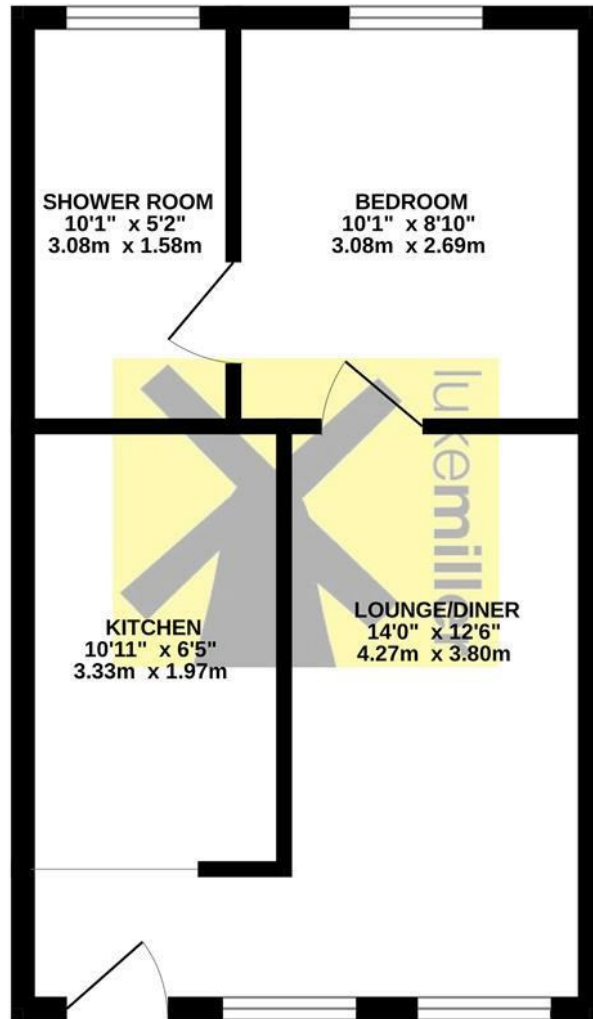 SHOWER ROOM
10'1" x 5'2"
3.08m x 1.58m
BEDROOM
10'1" x 8'10"
3.08m x 2.69m
lukemiller
KITCHEN
10'11" x 6'5"
3.33m x 1.97m
LOUNGE/DINER
14'0" x 12'6"
4.27m x 3.80m